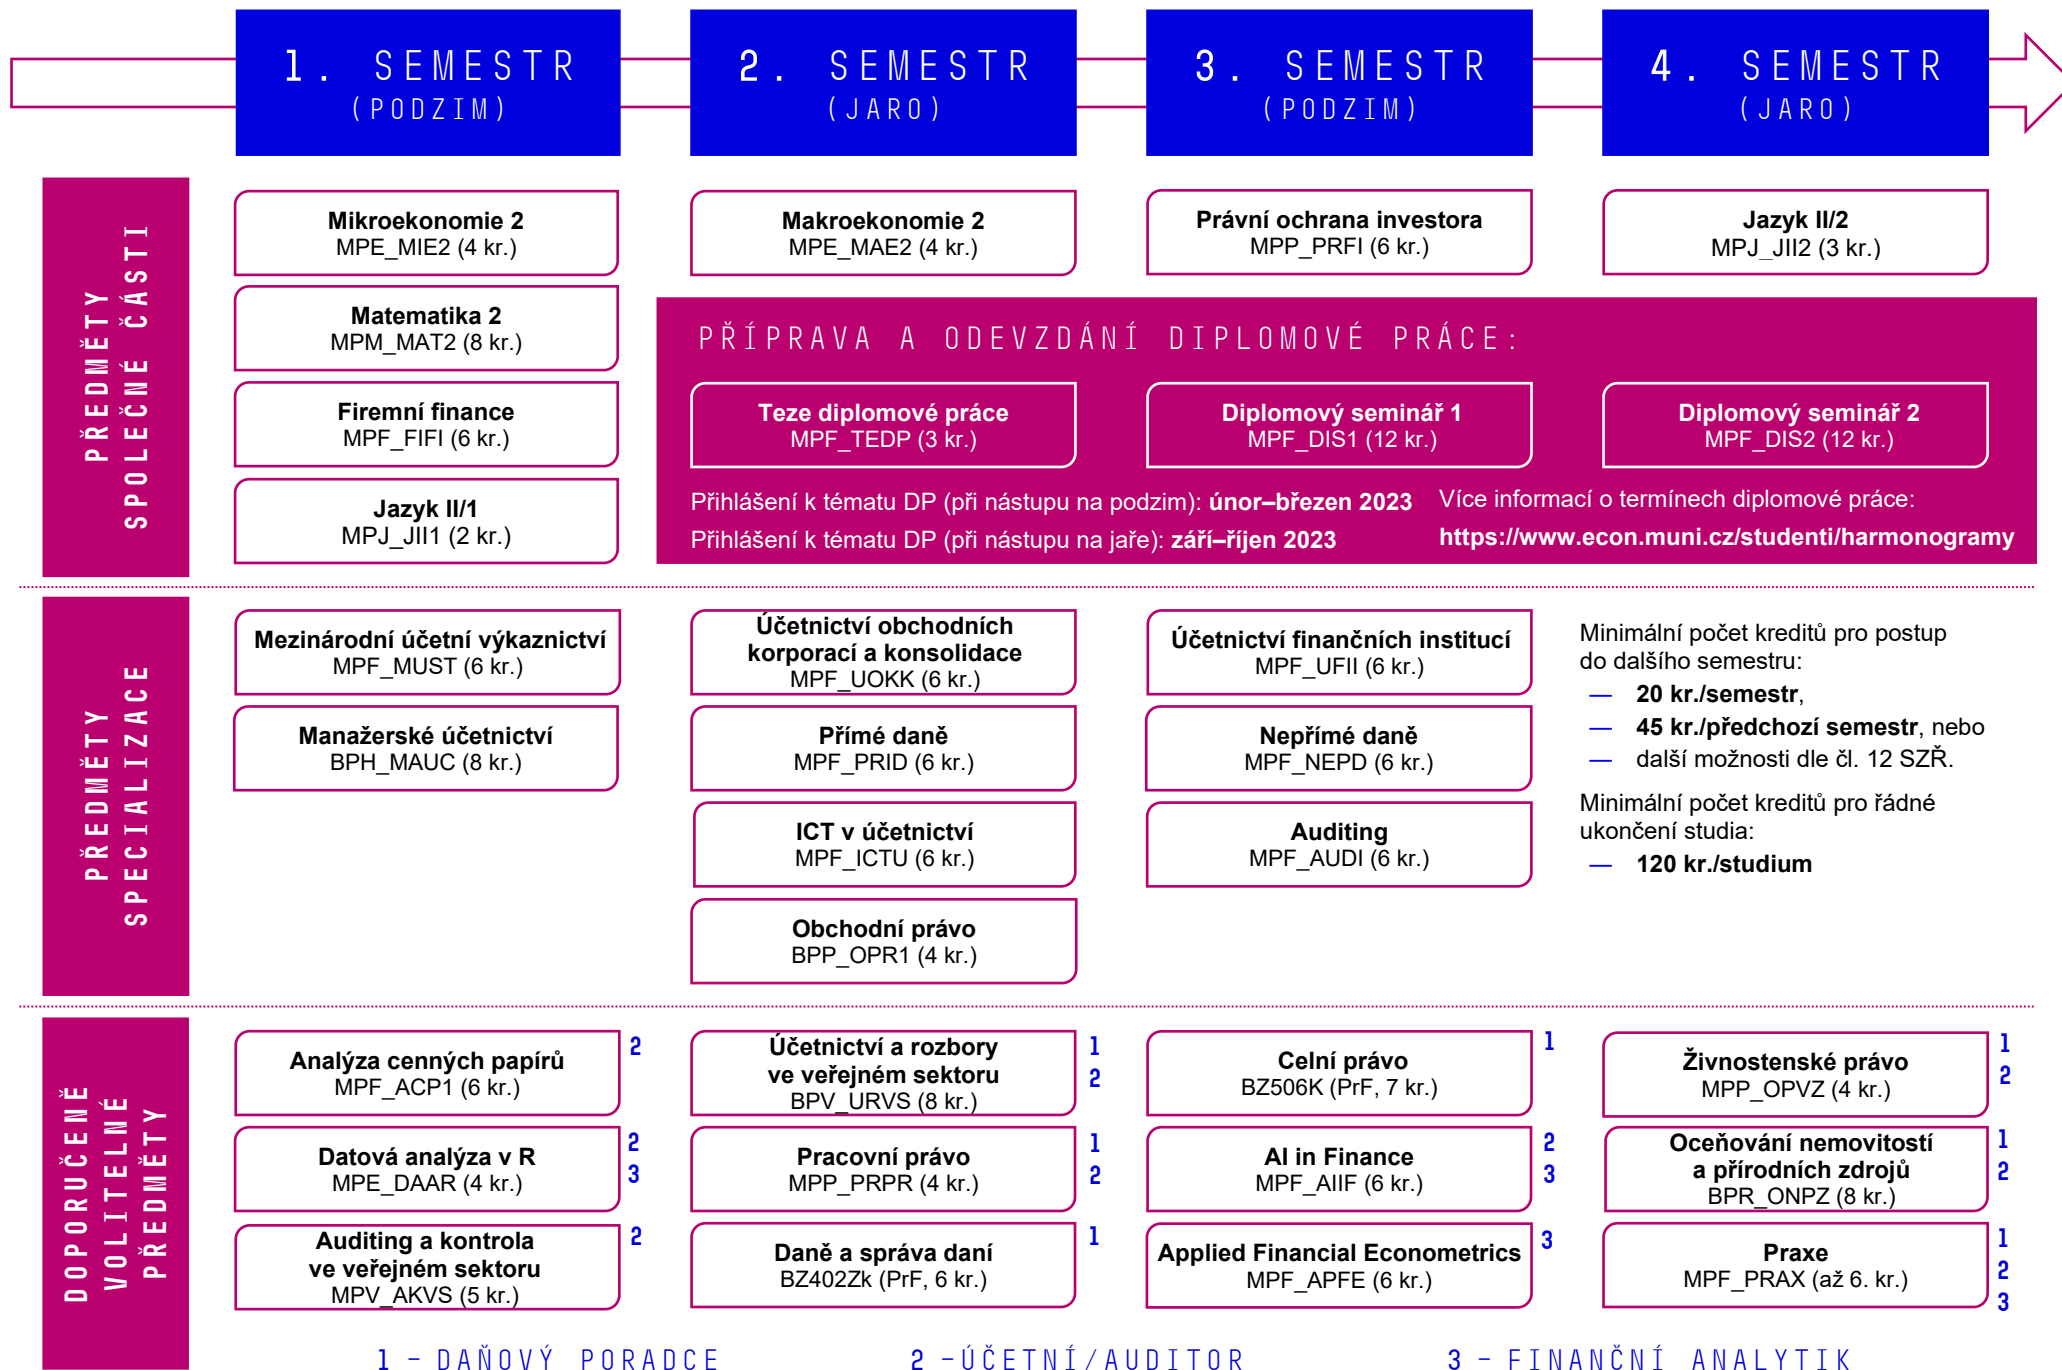 1. SEMESTR
(PODZIM)
2. SEMESTR
(JARO)
3. SEMESTR
(PODZIM)
4. SEMESTR
(JARO)
PŘEDMĚTY
SPOLEČNÉ ČÁSTI
Mikroekonomie 2
MPE_MIE2 (4 kr.)
Makroekonomie 2
MPE_MAE2 (4 kr.)
Právní ochrana investora
MPP_PRFI (6 kr.)
Jazyk II/2
MPJ_JII2 (3 kr.)
Matematika 2
MPM_MAT2 (8 kr.)
Firemní finance
MPF_FIFI (6 kr.)
Jazyk II/1
MPJ_JII1 (2 kr.)
PŘÍPRAVA A ODEVZDÁNÍ DIPLOMOVÉ PRÁCE:
Teze diplomové práce
MPF_TEDP (3 kr.)
Diplomový seminář 1
MPF_DIS1 (12 kr.)
Diplomový seminář 2
MPF_DIS2 (12 kr.)
Přihlášení k tématu DP (při nástupu na podzim): únor–březen 2023
Přihlášení k tématu DP (při nástupu na jaře): září–říjen 2023
Více informací o termínech diplomové práce:
https://www.econ.muni.cz/studenti/harmonogramy
PŘEDMĚTY
SPECIALIZACE
Mezinárodní účetní výkaznictví
MPF_MUST (6 kr.)
Manažerské účetnictví
BPH_MAUC (8 kr.)
Účetnictví obchodních
korporací a konsolidace
MPF_UOKK (6 kr.)
Přímé daně
MPF_PRID (6 kr.)
ICT v účetnictví
MPF_ICTU (6 kr.)
Obchodní právo
BPP_OPR1 (4 kr.)
Účetnictví finančních institucí
MPF_UFII (6 kr.)
Nepřímé daně
MPF_NEPD (6 kr.)
Auditing
MPF_AUDI (6 kr.)
Minimální počet kreditů pro postup
do dalšího semestru:
— 20 kr./semestr,
— 45 kr./předchozí semestr, nebo
— další možnosti dle čl. 12 SZŘ.
Minimální počet kreditů pro řádné
ukončení studia:
— 120 kr./studium
DOPORUČENĚ
VOLITELNÉ
PŘEDMĚTY
Analýza cenných papírů
MPF_ACP1 (6 kr.)
2
Datová analýza v R
MPE_DAAR (4 kr.)
2
3
Auditing a kontrola
ve veřejném sektoru
MPV_AKVS (5 kr.)
2
Účetnictví a rozbory
ve veřejném sektoru
BPV_URVS (8 kr.)
1
2
Pracovní právo
MPP_PRPR (4 kr.)
1
2
Daně a správa daní
BZ402Zk (PrF, 6 kr.)
1
Celní právo
BZ506K (PrF, 7 kr.)
1
AI in Finance
MPF_AIIF (6 kr.)
2
3
Applied Financial Econometrics
MPF_APFE (6 kr.)
3
Živnostenské právo
MPP_OPVZ (4 kr.)
1
2
Oceňování nemovitostí
a přírodních zdrojů
BPR_ONPZ (8 kr.)
1
2
Praxe
MPF_PRAX (až 6. kr.)
1
2
3
1 – DAŇOVÝ PORADCE
2 –ÚČETNÍ/AUDITOR
3 – FINANČNÍ ANALYTIK